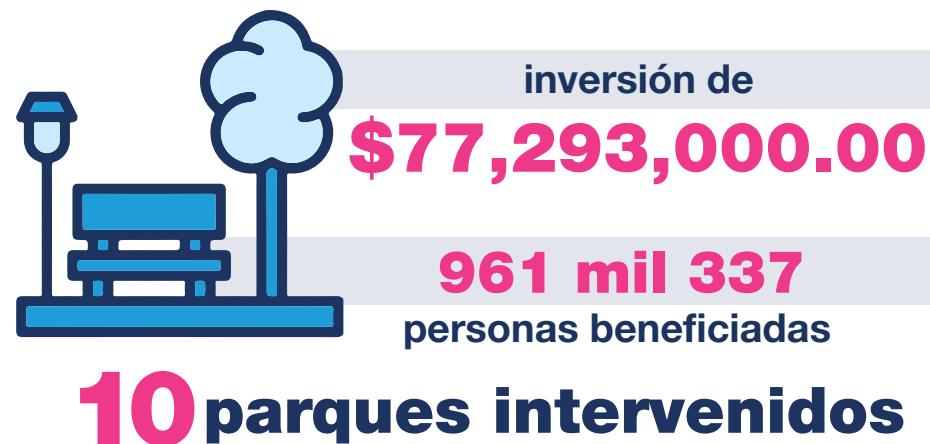 inversión de
$77,293,000.00
961 mil 337
personas beneficiadas
10 parques intervenidos